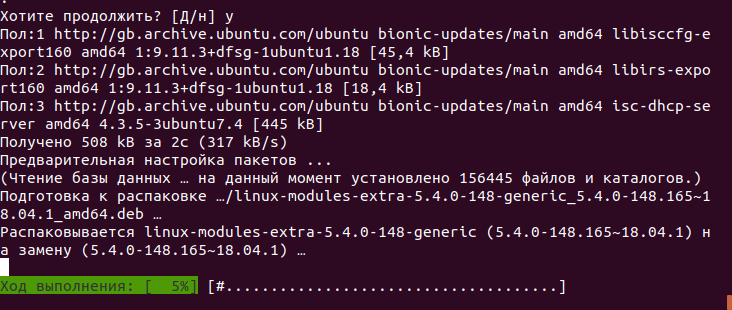 Хотите продолжить? [Д/н] y
Пол:1 http://gb.archive.ubuntu.com/ubuntu bionic-updates/main amd64 libisccfg-e
xport160 amd64 1:9.11.3+dfsg-1ubuntu1.18 [45,4 kB]
Пол:2 http://gb.archive.ubuntu.com/ubuntu bionic-updates/main amd64 libirs-expo
rt160 amd64 1:9.11.3+dfsg-1ubuntu1.18 [18,4 kB]
Пол:3 http://gb.archive.ubuntu.com/ubuntu bionic-updates/main amd64 isc-dhcp-se
rver amd64 4.3.5-3ubuntu7.4 [445 kB]
Получено 508 kB за 2с (317 kB/s)
Предварительная настройка пакетов ...
(Чтение базы данных … на данный момент установлено 156445 файлов и каталогов.)
Подготовка к распаковке …/linux-modules-extra-5.4.0-148-generic_5.4.0-148.165~1
8.04.1_amd64.deb …
Распаковывается linux-modules-extra-5.4.0-148-generic (5.4.0-148.165~18.04.1) н
а замену (5.4.0-148.165~18.04.1) …
Ход выполнения: [  5%] [#.....................................]